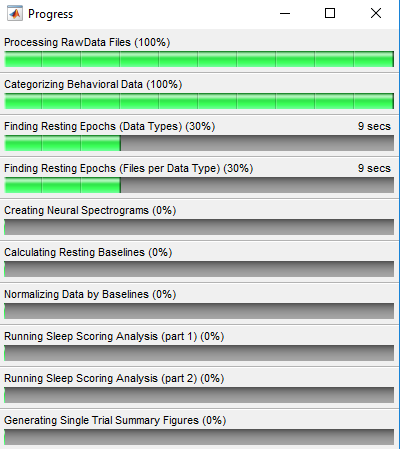 Progress
Processing RawData Files (100%)
Categorizing Behavioral Data (100%)
Finding Resting Epochs (Data Types) (30%) 9 secs
Finding Resting Epochs (Files per Data Type) (30%) 9 secs
Creating Neural Spectrograms (0%)
Calculating Resting Baselines (0%)
Normalizing Data by Baselines (0%)
Running Sleep Scoring Analysis (part 1) (0%)
Running Sleep Scoring Analysis (part 2) (0%)
Generating Single Trial Summary Figures (0%)